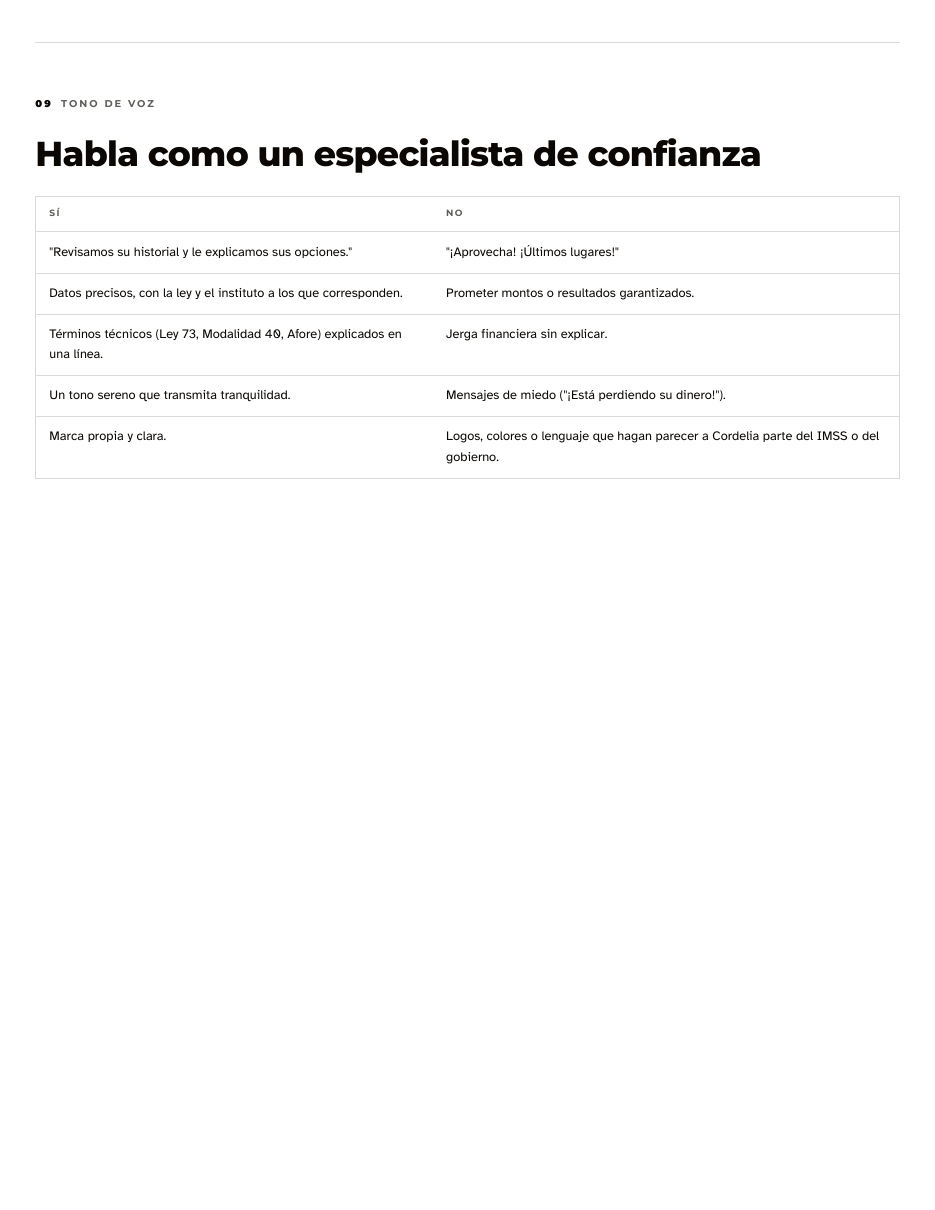 09 TONO DE VOZ
Habla como un especialista de confianza
SÍ NO
"Revisamos su historial y le explicamos sus opciones." "¡Aprovecha! ¡Últimos lugares!"
Datos precisos, con la ley y el instituto a los que corresponden. Prometer montos o resultados garantizados.
Términos técnicos (Ley 73, Modalidad 40, Afore) explicados en Jerga financiera sin explicar.
una línea.
Un tono sereno que transmita tranquilidad. Mensajes de miedo ("¡Está perdiendo su dinero!").
Marca propia y clara. Logos, colores o lenguaje que hagan parecer a Cordelia parte del IMSS o del
gobierno.